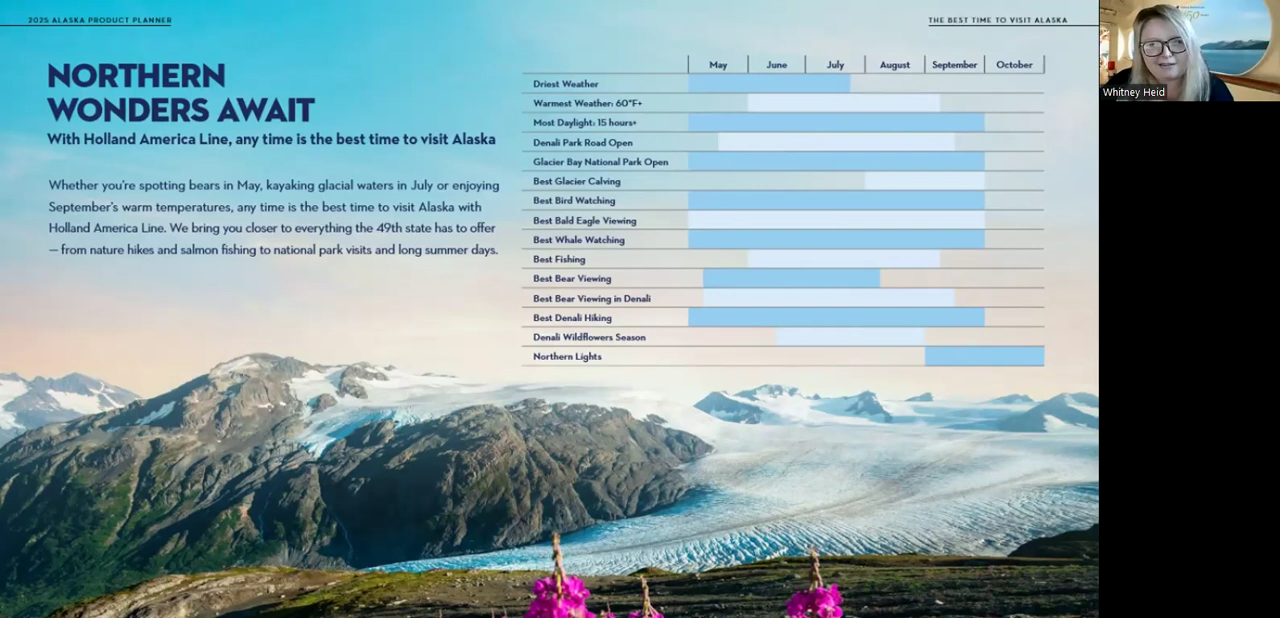 2025 ALASKA PRODUCT PLANNER
THE BEST TIME TO VISIT ALASKA
NORTHERN
WONDERS AWAIT
With Holland America Line, any time is the best time to visit Alaska
Whether you're spotting bears in May, kayaking glacial waters in July or enjoying
September's warm temperatures, any time is the best time to visit Alaska with
Holland America Line. We bring you closer to everything the 49th state has to offer
— from nature hikes and salmon fishing to national park visits and long summer days.
May June July August September October
Driest Weather
Warmest Weather: 60°F+
Most Daylight: 15 hours+
Denali Park Road Open
Glacier Bay National Park Open
Best Glacier Calving
Best Bird Watching
Best Bald Eagle Viewing
Best Whale Watching
Best Fishing
Best Bear Viewing
Best Bear Viewing in Denali
Best Denali Hiking
Denali Wildflowers Season
Northern Lights
Whitney Heid